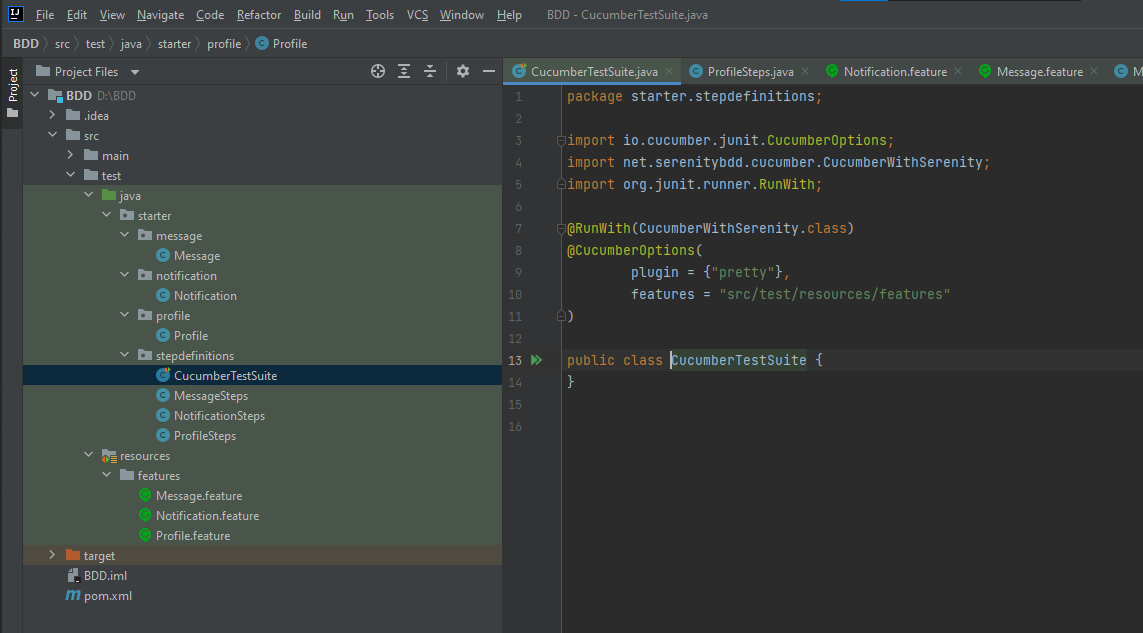 IJ File Edit View Navigate Code Refactor Build Run Tools VCS Window Help BDD - CucumberTestSuite.java
BDD src test java starter profile C Profile
Project
Project Files
BDD D:\BDD
.idea
src
main
test
java
starter
message
C Message
notification
C Notification
profile
C Profile
stepdefinitions
C CucumberTestSuite
C MessageSteps
C NotificationSteps
C ProfileSteps
resources
features
Message.feature
Notification.feature
Profile.feature
target
BDD.iml
m pom.xml
C CucumberTestSuite.java C ProfileSteps.java Notification.feature Message.feature C M
1 package starter.stepdefinitions;
2
3 import io.cucumber.junit.CucumberOptions;
4 import net.serenitybdd.cucumber.CucumberWithSerenity;
5 import org.junit.runner.RunWith;
6
7 @RunWith(CucumberWithSerenity.class)
8 @CucumberOptions(
9 plugin = {"pretty"},
10 features = "src/test/resources/features"
11 )
12
13 public class CucumberTestSuite {
14 }
15
16